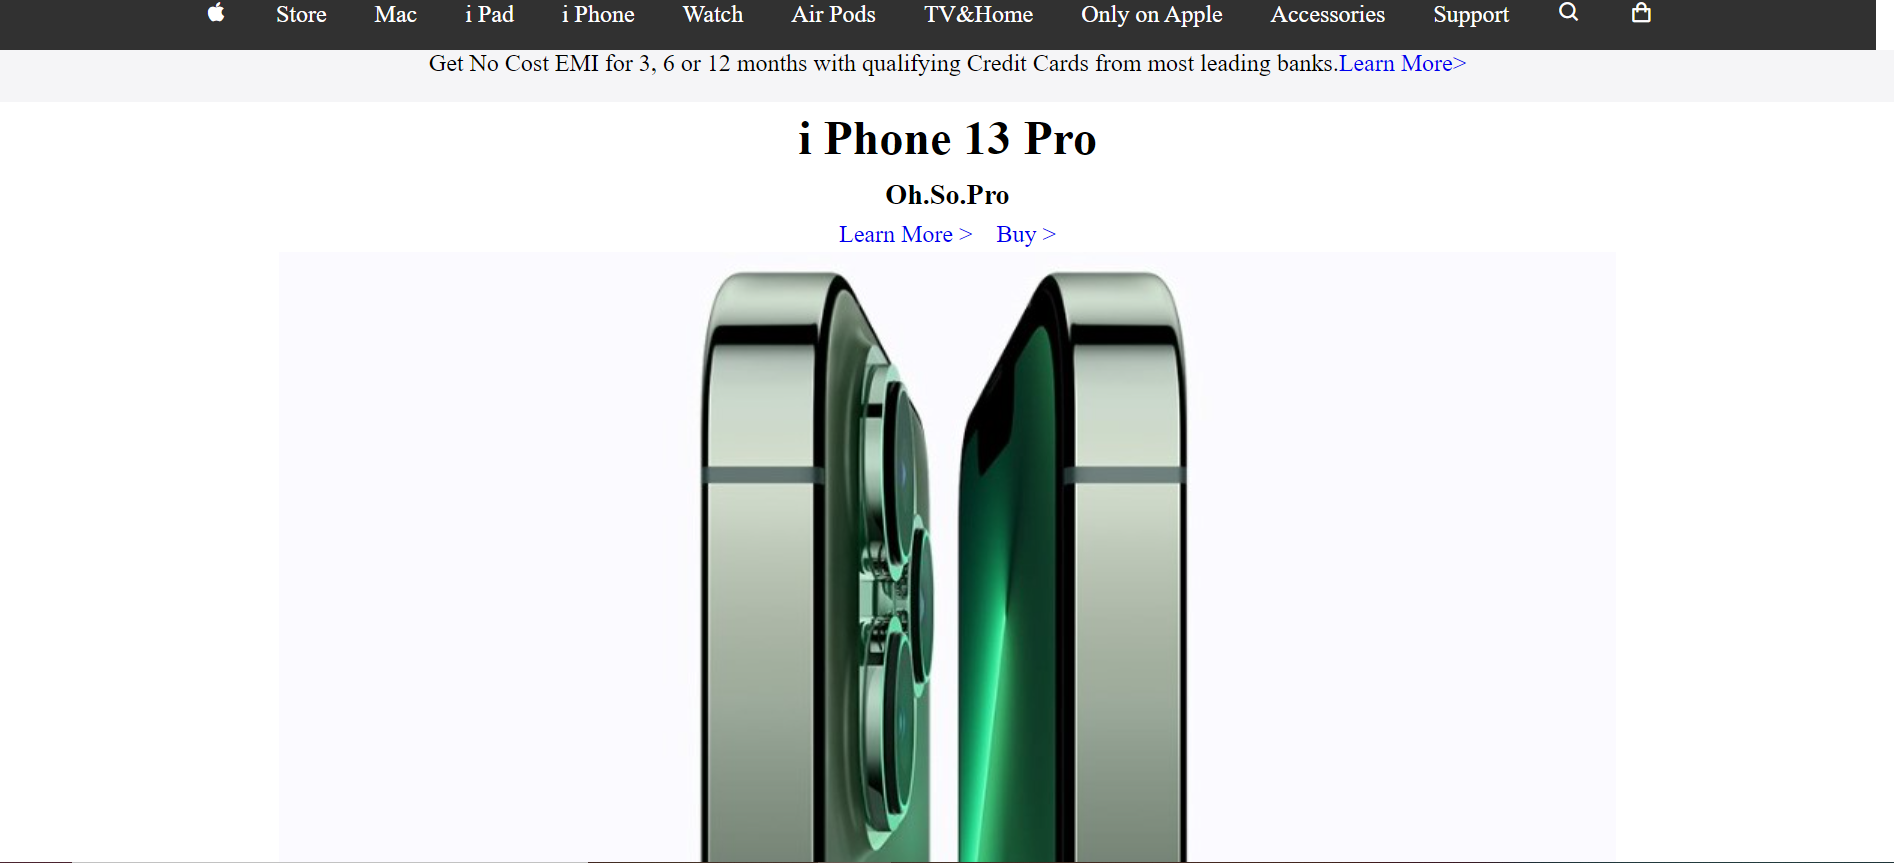 Store Mac i Pad i Phone Watch Air Pods TV&Home Only on Apple Accessories Support
Get No Cost EMI for 3, 6 or 12 months with qualifying Credit Cards from most leading banks.Learn More>
i Phone 13 Pro
Oh.So.Pro
Learn More > Buy >